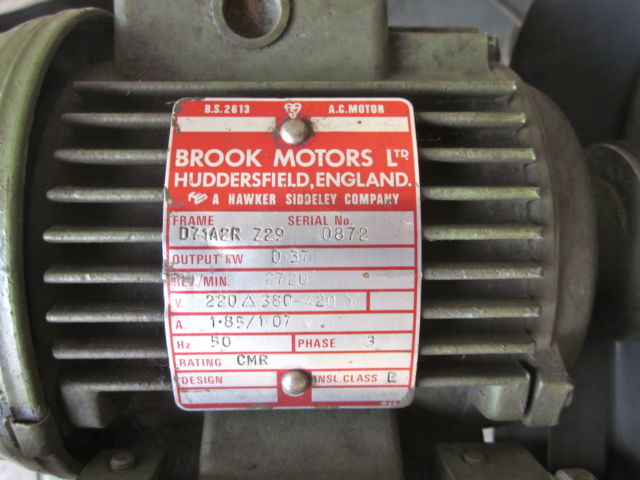 B.S. 2613 A.C. MOTOR
BROOK MOTORS LTD.
HUDDERSFIELD, ENGLAND.
A HAWKER SIDDELEY COMPANY
FRAME SERIAL No.
D71A2R Z29 0872
OUTPUT kW 0·37
REV/MIN. 2720
V. 220 △ 380-420 Y
A. 1·85/1·07
Hz 50 PHASE 3
RATING CMR
DESIGN INSL. CLASS E